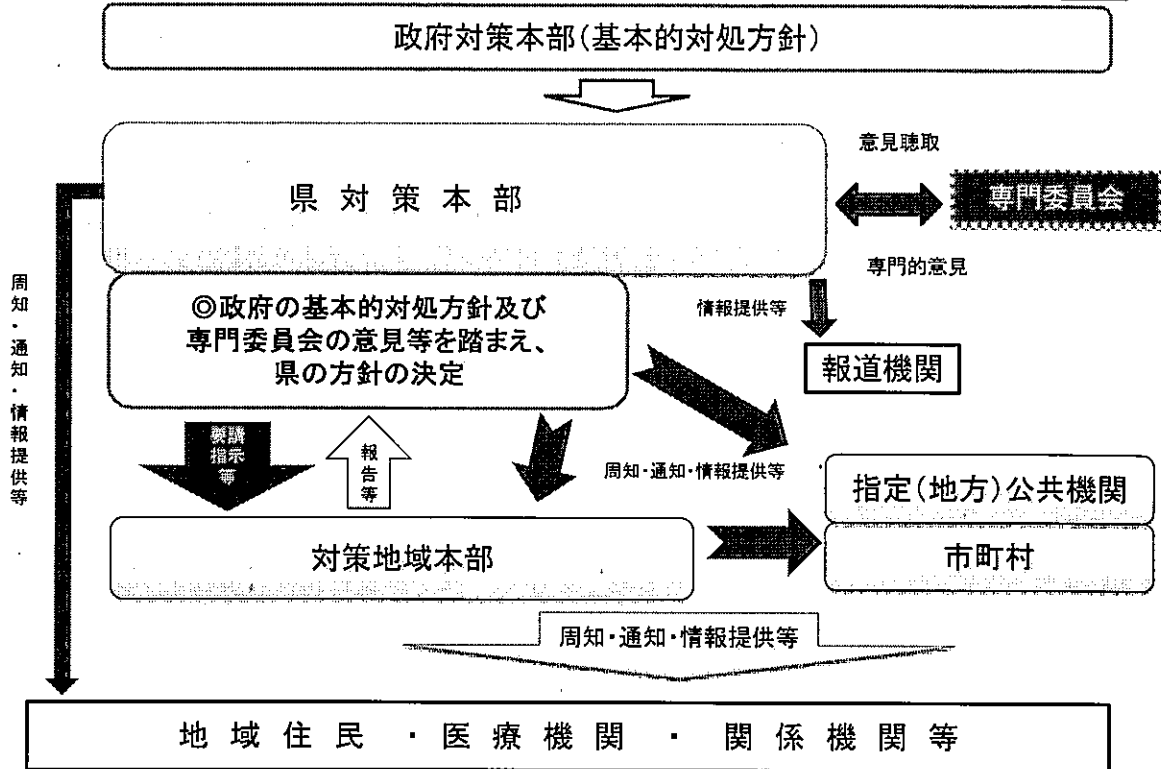 政府対策本部(基本的対処方針)
県対策本部
意見聴取
専門委員会
専門的意見
周知・通知・情報提供等
◎政府の基本的対処方針及び
専門委員会の意見等を踏まえ、
県の方針の決定
情報提供等
報道機関
要請
指示
等
報告等
周知・通知・情報提供等
指定(地方)公共機関
市町村
対策地域本部
周知・通知・情報提供等
地域住民・医療機関・関係機関等